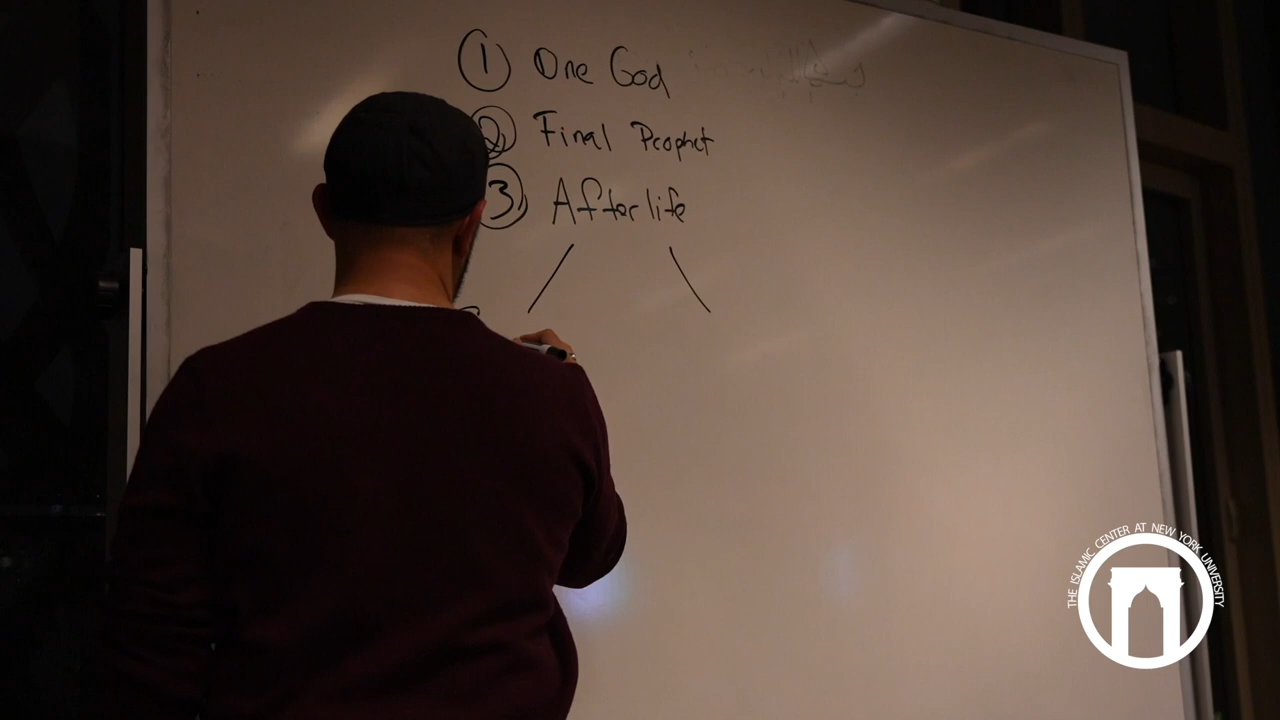 ① One God
② Final Prophet
③ Afterlife
THE ISLAMIC CENTER AT NEW YORK UNIVERSITY